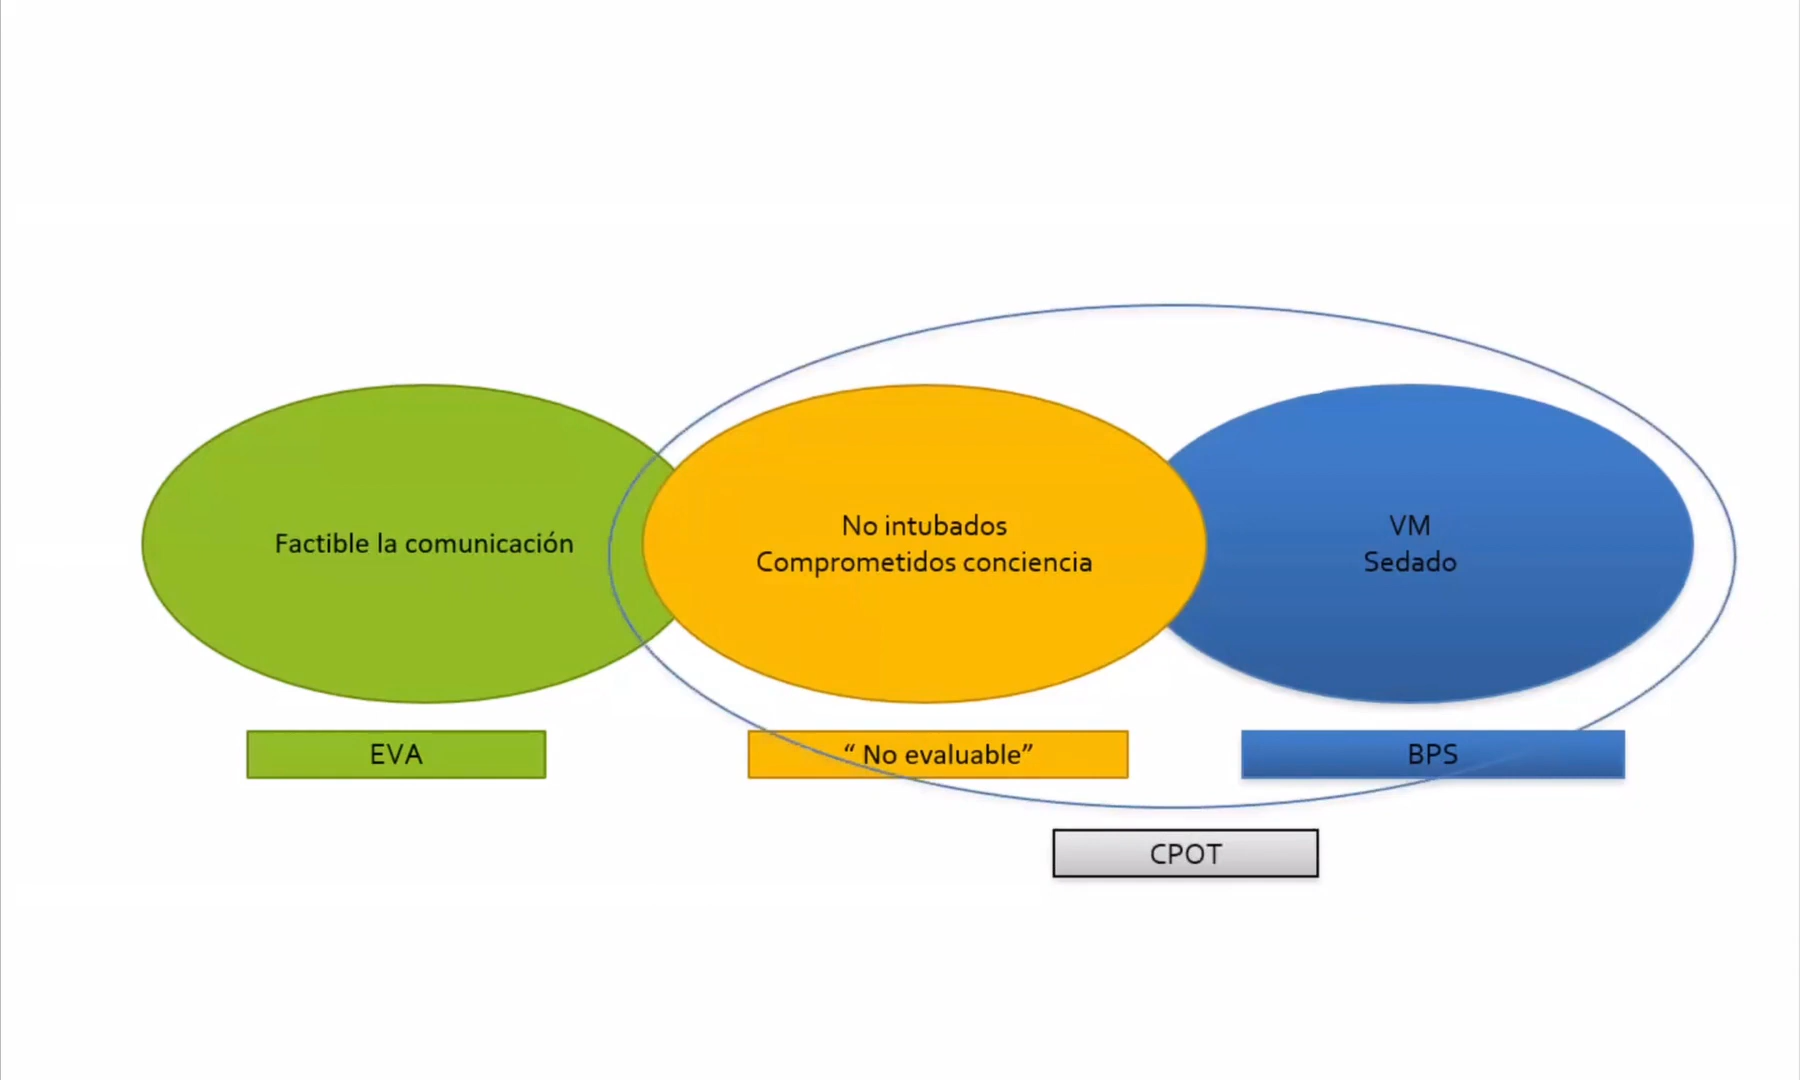 Factible la comunicación
No intubados
Comprometidos conciencia
VM
Sedado
EVA
“ No evaluable”
BPS
CPOT